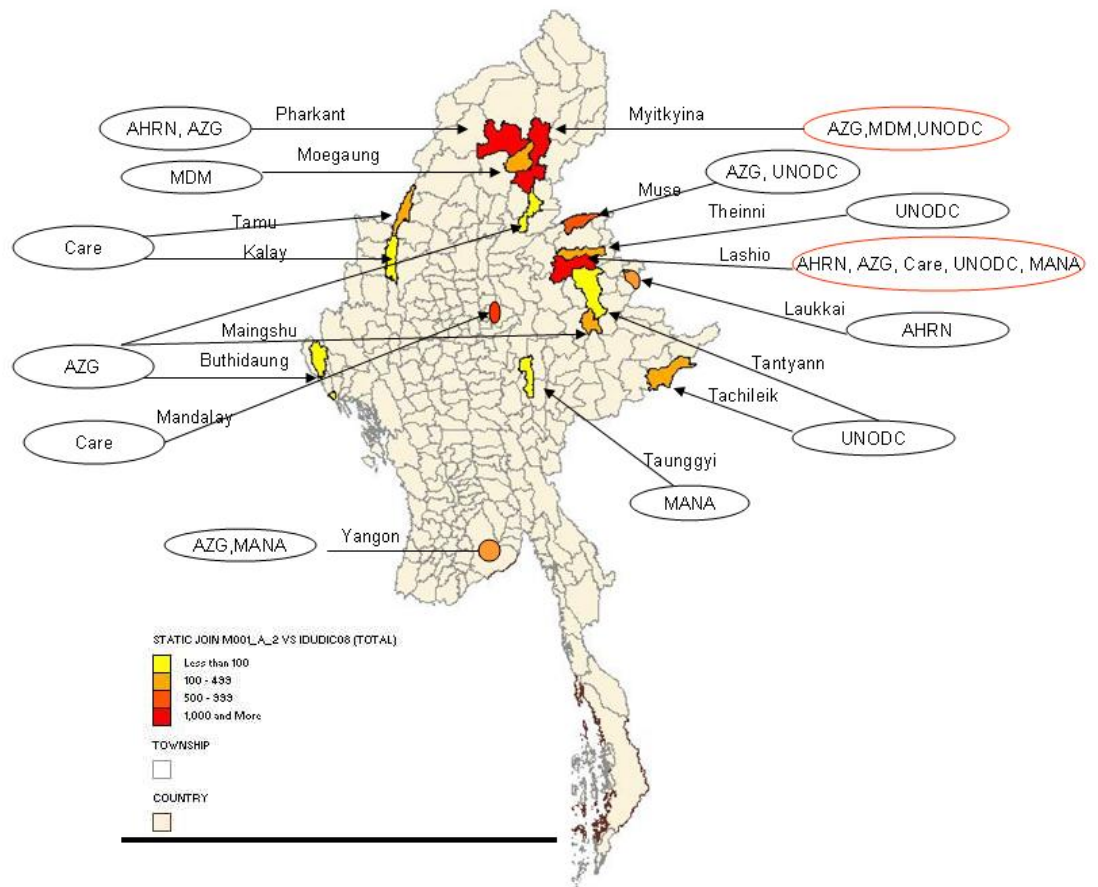 Pharkant
Myitkyina
AHRN, AZG
AZG,MDM,UNODC
Moegaung
MDM
AZG, UNODC
Muse
Theinni
UNODC
Tamu
Care
Kalay
Lashio
AHRN, AZG, Care, UNODC, MANA
Laukkai
AHRN
Maingshu
AZG
Buthidaung
Tantyann
Tachileik
Mandalay
Care
UNODC
Taunggyi
MANA
Yangon
AZG,MANA
STATIC JOIN M001_A_2 VS IDUDIC08 (TOTAL)
Less than 100
100 - 499
500 - 999
1,000 and More
TOWNSHIP
COUNTRY